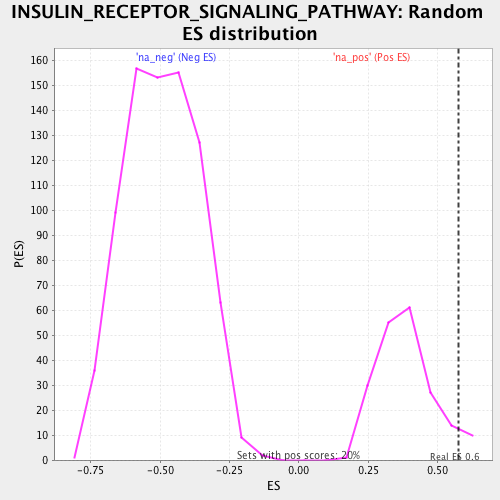 INSULIN_RECEPTOR_SIGNALING_PATHWAY: Random
ES distribution
'na_neg' (Neg ES)
'na_pos' (Pos ES)
160
150
140
130
120
110
100
90
80
70
60
50
40
30
20
10
0
P(ES)
Sets with pos scores: 20%
Real ES 0.6
-0.75
-0.50
-0.25
0.00
0.25
0.50
ES